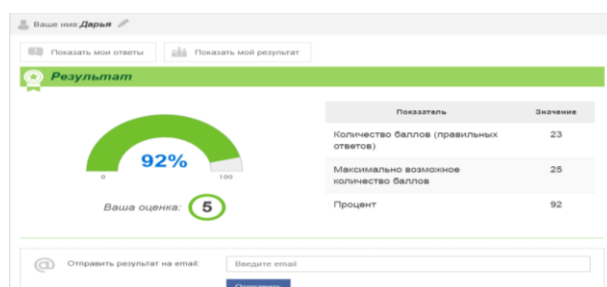 Ваше имя: Дарья
Показать мои ответы
Показать мой результат
Результат
92%
0
100
Ваша оценка: 5
Показатель Значение
Количество баллов (правильных
ответов) 23
Максимально возможное
количество баллов 25
Процент 92
Отправить результат на email:
Введите email